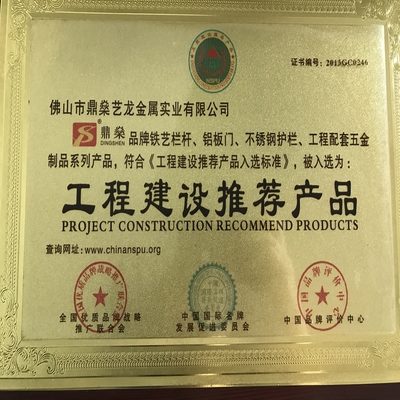 证书编号：2015GC0246
佛山市鼎燊艺龙金属实业有限公司
鼎燊 DINGSHEN 品牌铁艺栏杆、铝板门、不锈钢护栏、工程配套五金
制品系列产品，符合《工程建设推荐产品入选标准》，被入选为：
工程建设推荐产品
PROJECT CONSTRUCTION RECOMMEND PRODUCTS
查询网址：www.chinanspu.org
全国优质品牌战略
推广联合会
中国国际名牌
发展促进委员会
中国品牌评价中心